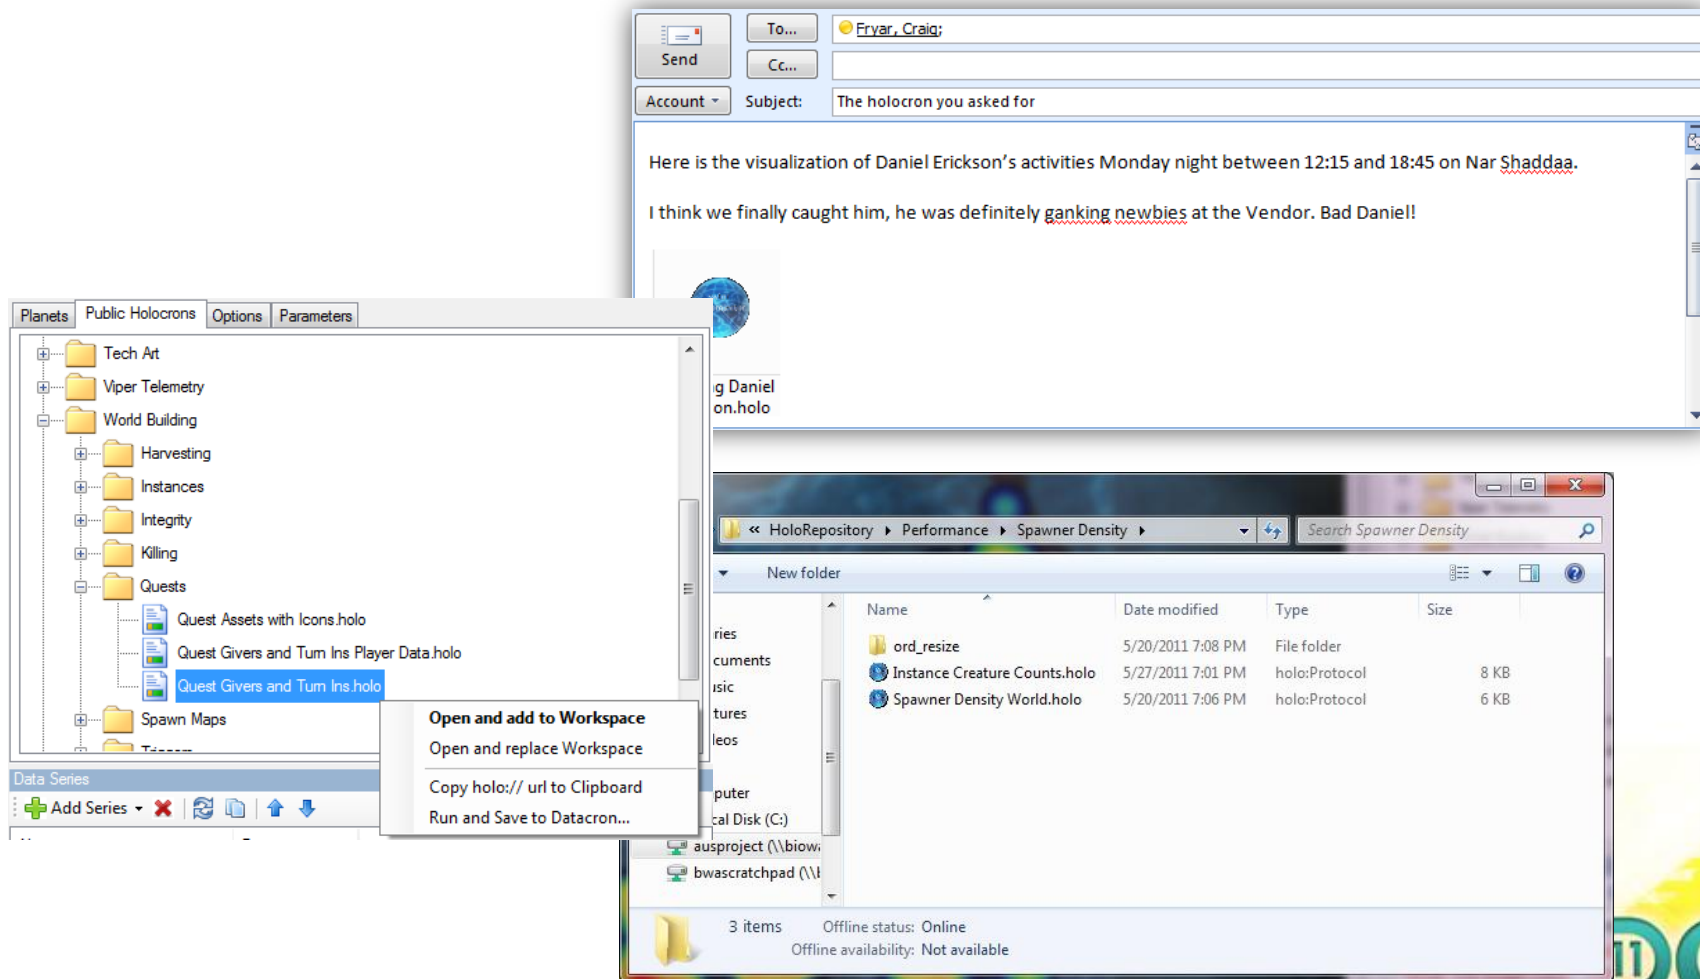 Send
To...
Fryar, Craig;
Cc...
Account
Subject:
The holocron you asked for
Here is the visualization of Daniel Erickson's activities Monday night between 12:15 and 18:45 on Nar Shaddaa.
I think we finally caught him, he was definitely ganking newbies at the Vendor. Bad Daniel!
g Daniel
on.holo
Planets
Public Holocrons
Options
Parameters
Tech Art
Viper Telemetry
World Building
Harvesting
Instances
Integrity
Killing
Quests
Quest Assets with Icons.holo
Quest Givers and Turn Ins Player Data.holo
Quest Givers and Turn Ins.holo
Spawn Maps
Open and add to Workspace
Open and replace Workspace
Copy holo:// url to Clipboard
Run and Save to Datacron...
Data Series
Add Series
« HoloRepository Performance Spawner Density
Search Spawner Density
New folder
Name Date modified Type Size
ord_resize 5/20/2011 7:08 PM File folder
Instance Creature Counts.holo 5/27/2011 7:01 PM holo:Protocol 8 KB
Spawner Density World.holo 5/20/2011 7:06 PM holo:Protocol 6 KB
ries
cuments
usic
tures
deos
puter
cal Disk (C:)
ausproject (\\biow
bwascratchpad (\\
3 items
Offline status: Online
Offline availability: Not available
11